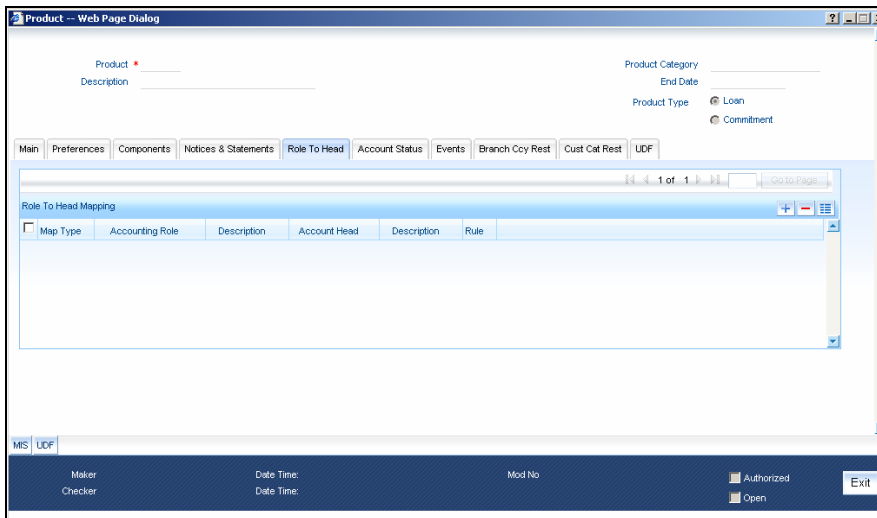 Product -- Web Page Dialog
Product *
Product Category
Description
End Date
Product Type Loan
Commitment
Main Preferences Components Notices & Statements Role To Head Account Status Events Branch Ccy Rest Cust Cat Rest UDF
1 of 1 Go to Page
Role To Head Mapping
Map Type Accounting Role Description Account Head Description Rule
MIS UDF
Maker Date Time: Mod No Authorized
Checker Date Time: Open
Exit